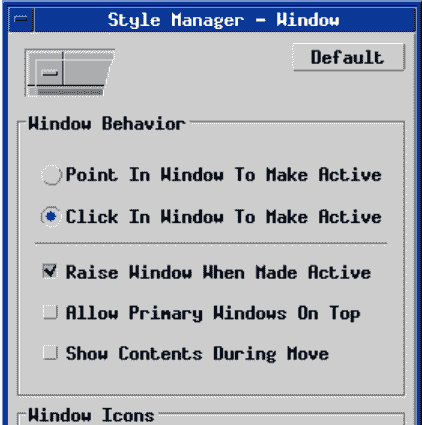 Style Manager - Window
Default
Window Behavior
Point In Window To Make Active
Click In Window To Make Active
Raise Window When Made Active
Allow Primary Windows On Top
Show Contents During Move
Window Icons